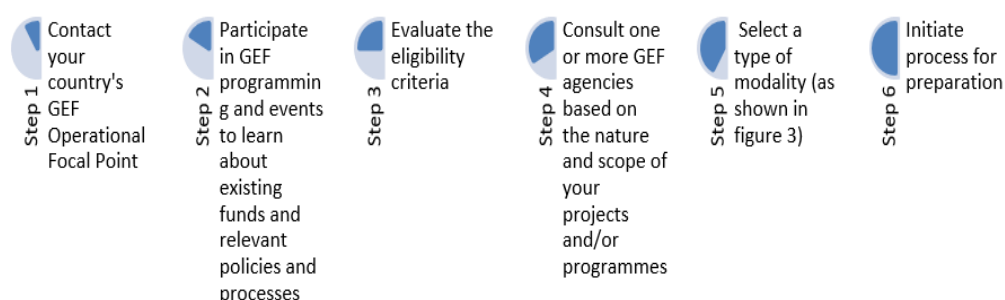 Step 1
Contact
your
country's
GEF
Operational
Focal Point
Step 2
Participate
in GEF
programmin
g and events
to learn
about
existing
funds and
relevant
policies and
processes
Step 3
Evaluate the
eligibility
criteria
Step 4
Consult one
or more GEF
agencies
based on
the nature
and scope of
your
projects
and/or
programmes
Step 5
Select a
type of
modality (as
shown in
figure 3)
Step 6
Initiate
process for
preparation